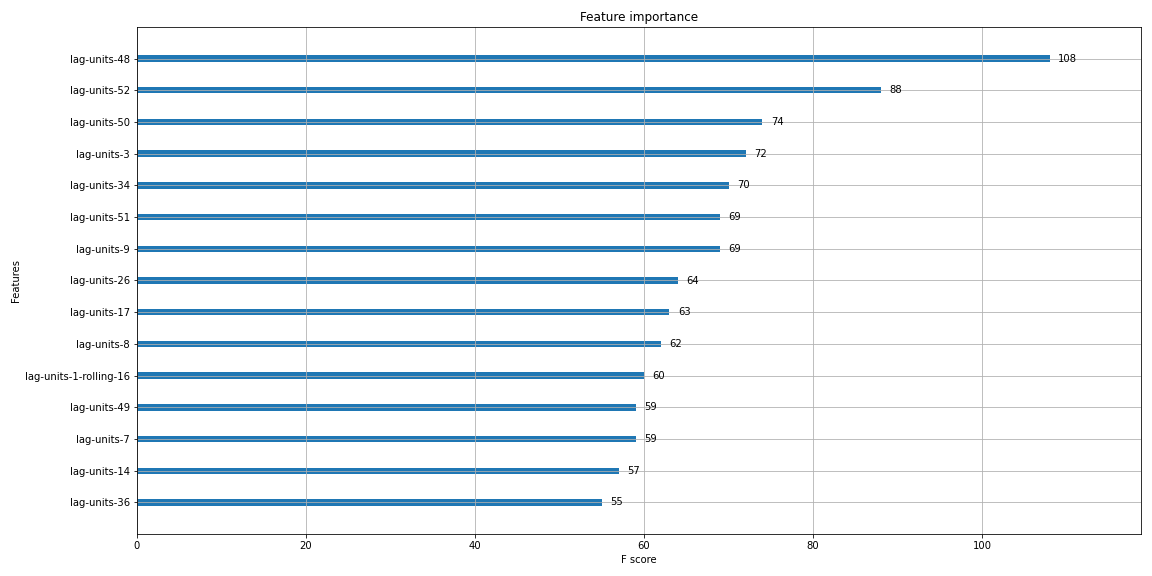 Feature importance
Features
lag-units-48 108
lag-units-52 88
lag-units-50 74
lag-units-3 72
lag-units-34 70
lag-units-51 69
lag-units-9 69
lag-units-26 64
lag-units-17 63
lag-units-8 62
lag-units-1-rolling-16 60
lag-units-49 59
lag-units-7 59
lag-units-14 57
lag-units-36 55
0 20 40 60 80 100
F score